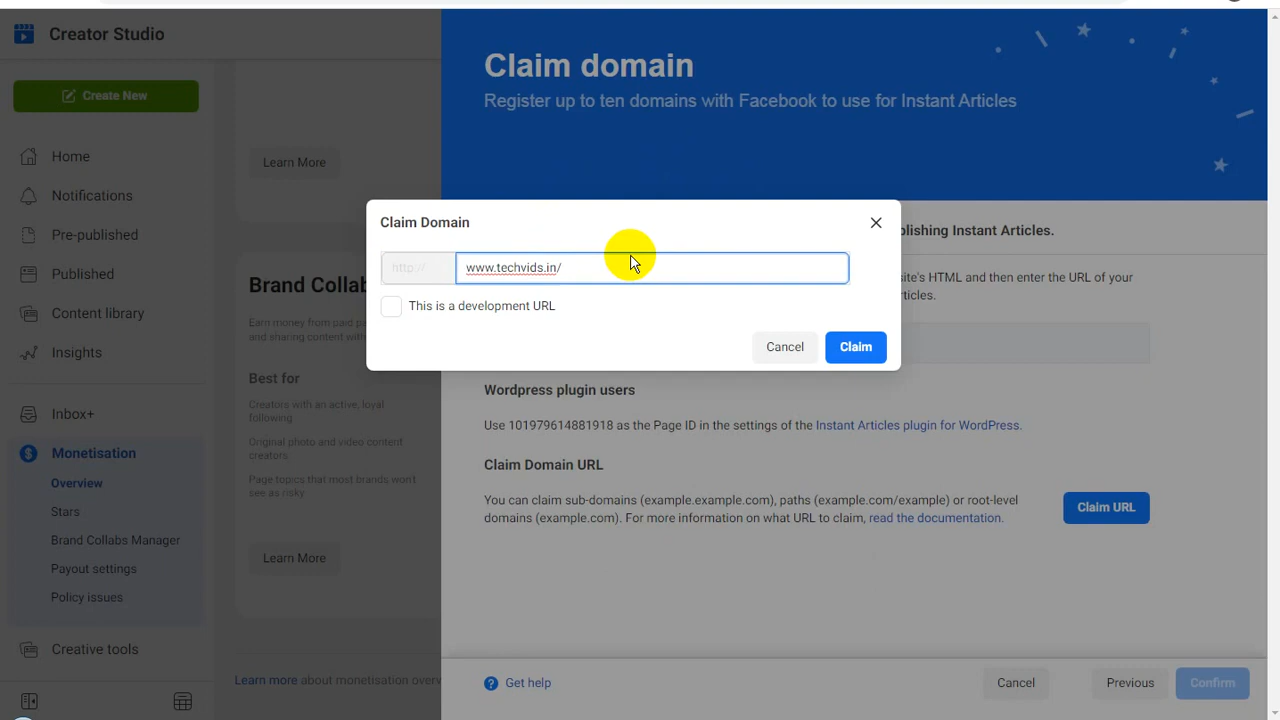 Creator Studio
Create New
Home
Notifications
Pre-published
Published
Content library
Insights
Inbox+
Monetisation
Overview
Stars
Brand Collabs Manager
Payout settings
Policy issues
Creative tools
Learn More
Brand Collab
Earn money from paid pa
and sharing content with
Best for
Creators with an active, loyal
following
Original photo and video content
creators
Page topics that most brands won't
see as risky
Learn More
Learn more about monetisation overv
Claim domain
Register up to ten domains with Facebook to use for Instant Articles
Claim Domain
http://
www.techvids.in/
This is a development URL
Cancel
Claim
blishing Instant Articles.
site's HTML and then enter the URL of your
rticles.
Wordpress plugin users
Use 101979614881918 as the Page ID in the settings of the Instant Articles plugin for WordPress.
Claim Domain URL
You can claim sub-domains (example.example.com), paths (example.com/example) or root-level
domains (example.com). For more information on what URL to claim, read the documentation.
Claim URL
Get help
Cancel
Previous
Confirm